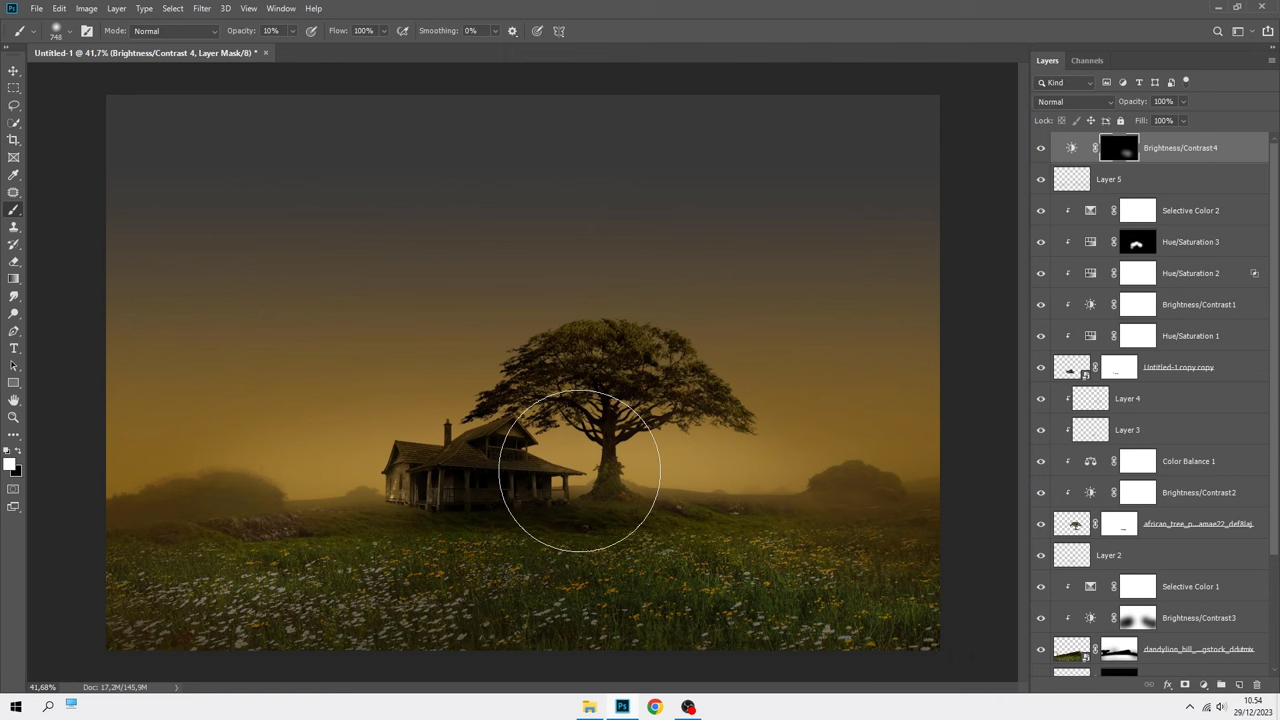 Ps File Edit Image Layer Type Select Filter 3D View Window Help
748 Mode: Normal Opacity: 10% Flow: 100% Smoothing: 0%
Untitled-1 @ 41,7% (Brightness/Contrast 4, Layer Mask/8) *
Layers Channels
Kind
Normal Opacity: 100%
Lock: Fill: 100%
Brightness/Contrast 4
Layer 5
Selective Color 2
Hue/Saturation 3
Hue/Saturation 2
Brightness/Contrast 1
Hue/Saturation 1
Untitled-1 copy copy
Layer 4
Layer 3
Color Balance 1
Brightness/Contrast 2
Layer 2
Selective Color 1
Brightness/Contrast 3
41,68% Doc: 17,2M/145,9M
fx
Ps
10.54
29/12/2023